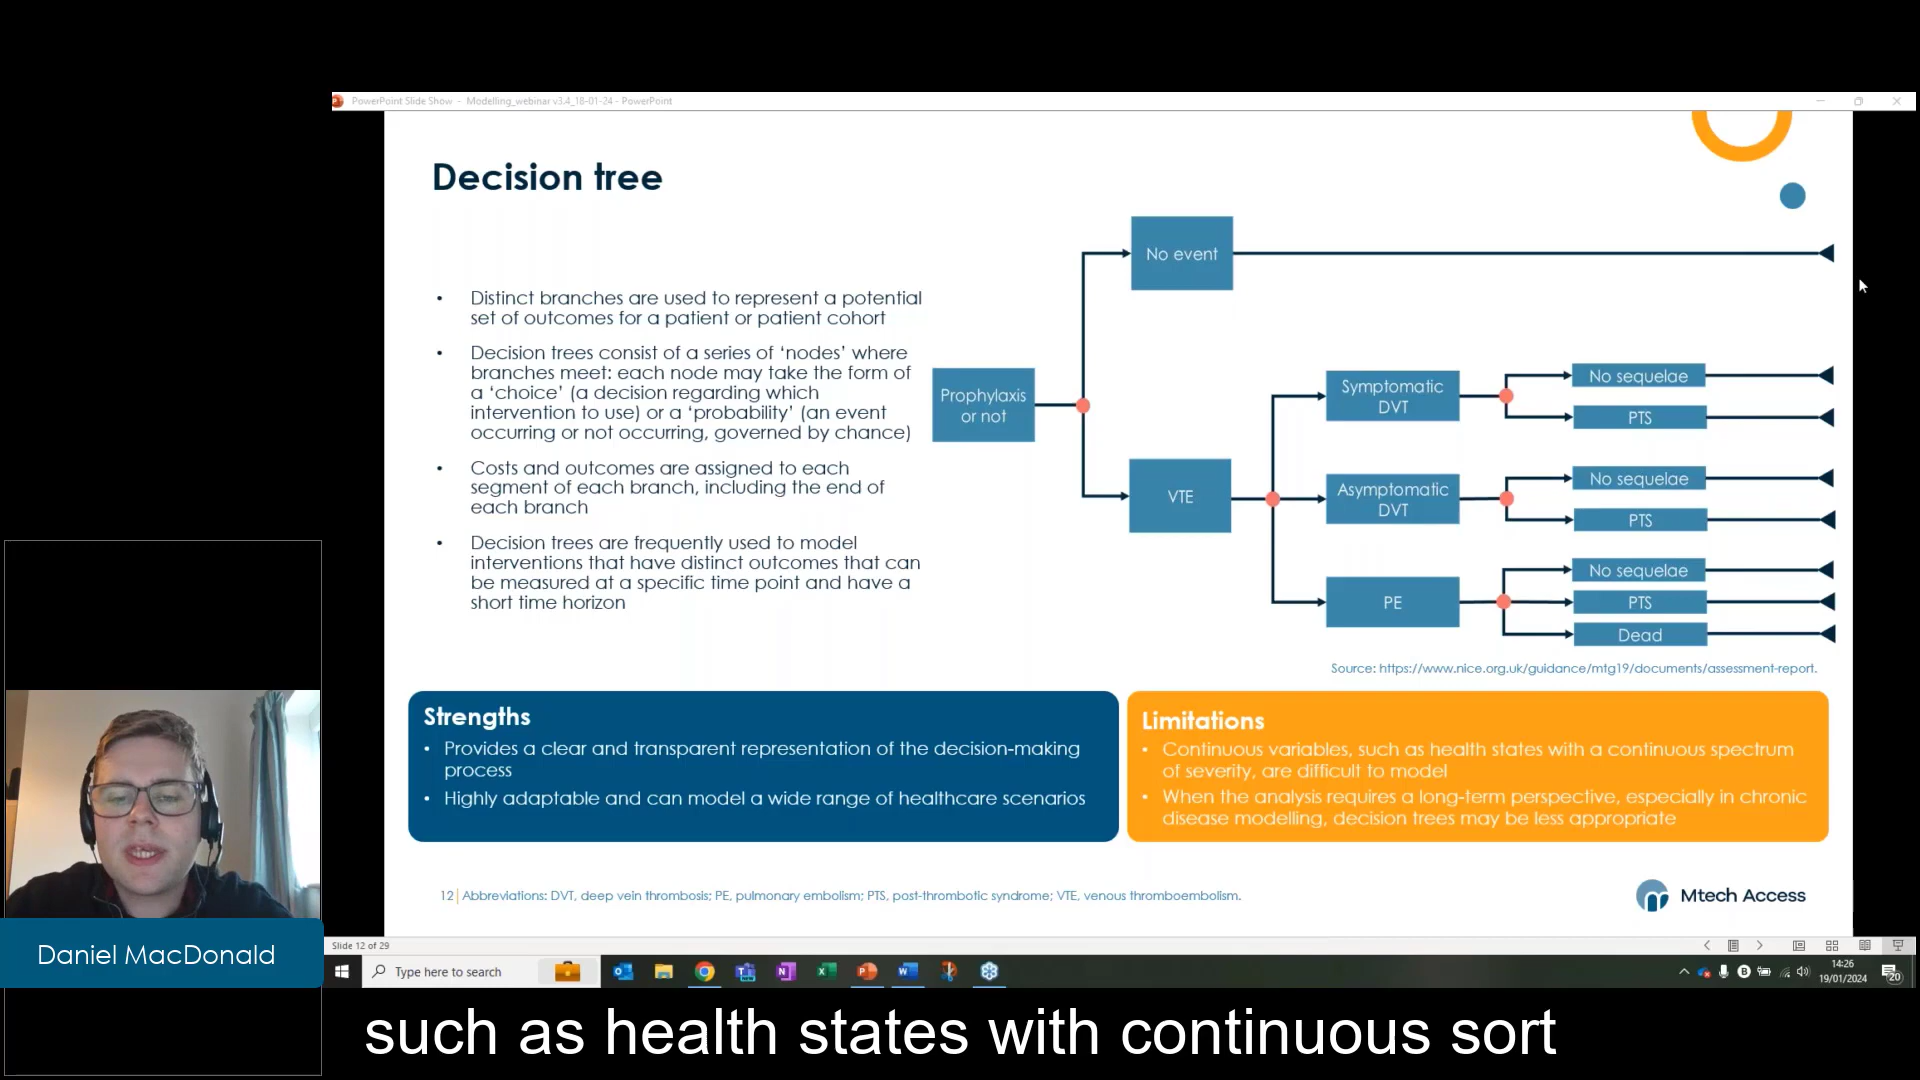 PowerPoint Slide Show - Modelling_webinar v3.4_18-01-24 - PowerPoint
Decision tree
• Distinct branches are used to represent a potential
set of outcomes for a patient or patient cohort
• Decision trees consist of a series of ‘nodes’ where
branches meet: each node may take the form of
a ‘choice’ (a decision regarding which
intervention to use) or a ‘probability’ (an event
occurring or not occurring, governed by chance)
• Costs and outcomes are assigned to each
segment of each branch, including the end of
each branch
• Decision trees are frequently used to model
interventions that have distinct outcomes that can
be measured at a specific time point and have a
short time horizon
Prophylaxis
or not
No event
VTE
Symptomatic
DVT
No sequelae
PTS
Asymptomatic
DVT
No sequelae
PTS
PE
No sequelae
PTS
Dead
Source: https://www.nice.org.uk/guidance/mtg19/documents/assessment-report.
Strengths
• Provides a clear and transparent representation of the decision-making
process
• Highly adaptable and can model a wide range of healthcare scenarios
Limitations
• Continuous variables, such as health states with a continuous spectrum
of severity, are difficult to model
• When the analysis requires a long-term perspective, especially in chronic
disease modelling, decision trees may be less appropriate
12 Abbreviations: DVT, deep vein thrombosis; PE, pulmonary embolism; PTS, post-thrombotic syndrome; VTE, venous thromboembolism.
Mtech Access
Daniel MacDonald
Slide 12 of 29
Type here to search
14:26
19/01/2024
20
such as health states with continuous sort